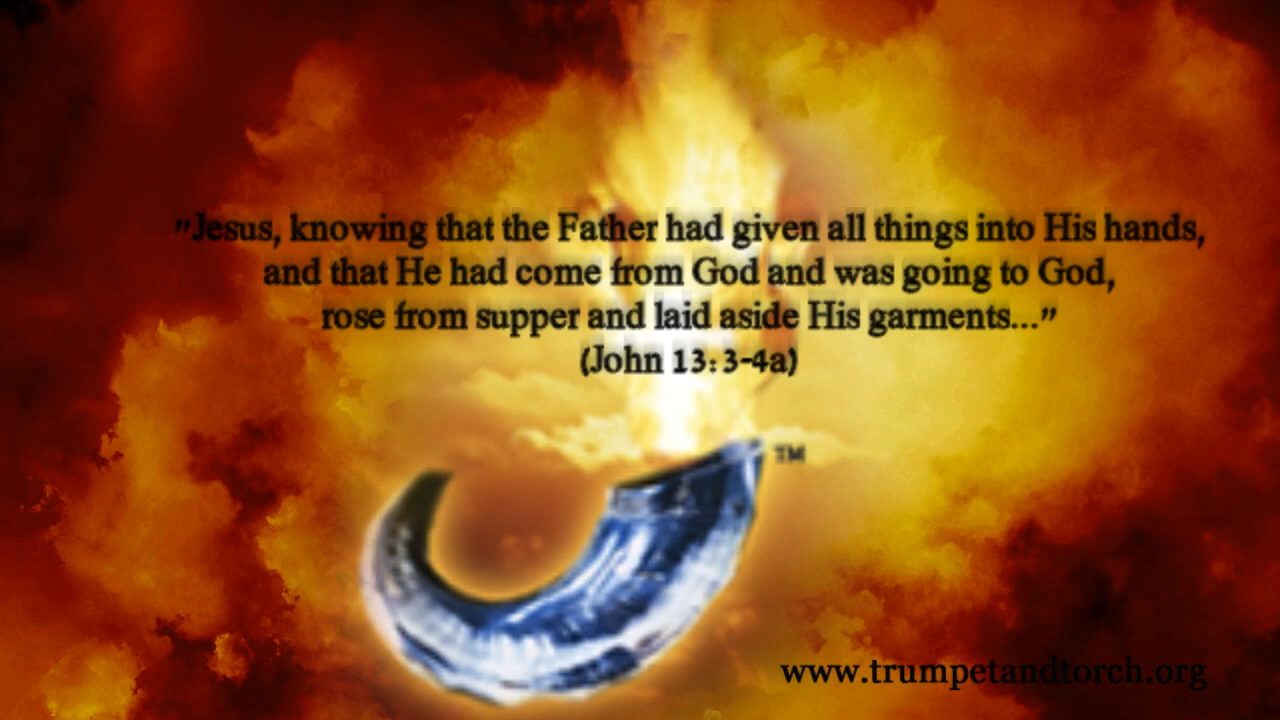 "Jesus, knowing that the Father had given all things into His hands,
and that He had come from God and was going to God,
rose from supper and laid aside His garments..."
(John 13:3-4a)
TM
www.trumpetandtorch.org